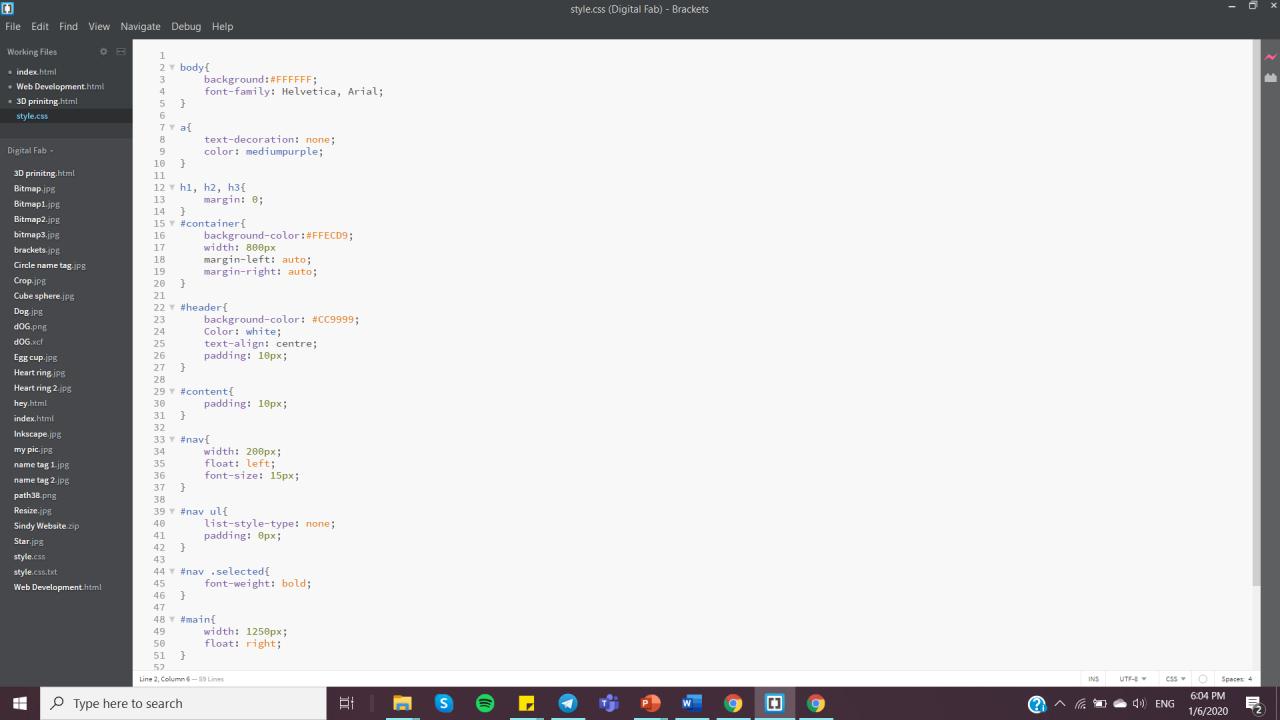 style.css (Digital Fab) - Brackets
File Edit Find View Navigate Debug Help
Working Files
index.html
Web Development.html
3D prinitng.html
style.css
Digital Fab
3D prinitng.html
Bitmap.jpg
Bitmap1.jpg
Bitmap2.jpg
bitmap3.jpg
brackets.jpg
Circle name tag.jpg
Crop.jpg
Cube sphere.jpg
Dog.jpg
dOG.png
dOG.xcf
Egg cup.jpg
Heart ring.jpg
Heart ring 2.jpg
hey.html
index.html
Inkscape.jpg
my pic.jpg
name tag 1.jpg
name tag 2.jpg
path38.png
Resize.jpg
Sindy Website.zip
Star.jpg
style.css
style.css.txt
Web Development.html
1
2 body{
3 background:#FFFFFF;
4 font-family: Helvetica, Arial;
5 }
6
7 a{
8 text-decoration: none;
9 color: mediumpurple;
10 }
11
12 h1, h2, h3{
13 margin: 0;
14 }
15 #container{
16 background-color:#FFECD9;
17 width: 800px
18 margin-left: auto;
19 margin-right: auto;
20 }
21
22 #header{
23 background-color: #CC9999;
24 Color: white;
25 text-align: centre;
26 padding: 10px;
27 }
28
29 #content{
30 padding: 10px;
31 }
32
33 #nav{
34 width: 200px;
35 float: left;
36 font-size: 15px;
37 }
38
39 #nav ul{
40 list-style-type: none;
41 padding: 0px;
42 }
43
44 #nav .selected{
45 font-weight: bold;
46 }
47
48 #main{
49 width: 1250px;
50 float: right;
51 }
52
Line 2, Column 6 — 59 Lines
INS UTF-8 CSS Spaces: 4
Type here to search
ENG
6:04 PM
1/6/2020
2